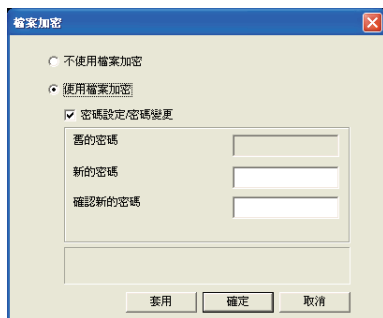 檔案加密
不使用檔案加密
使用檔案加密
密碼設定/密碼變更
舊的密碼
新的密碼
確認新的密碼
套用
確定
取消